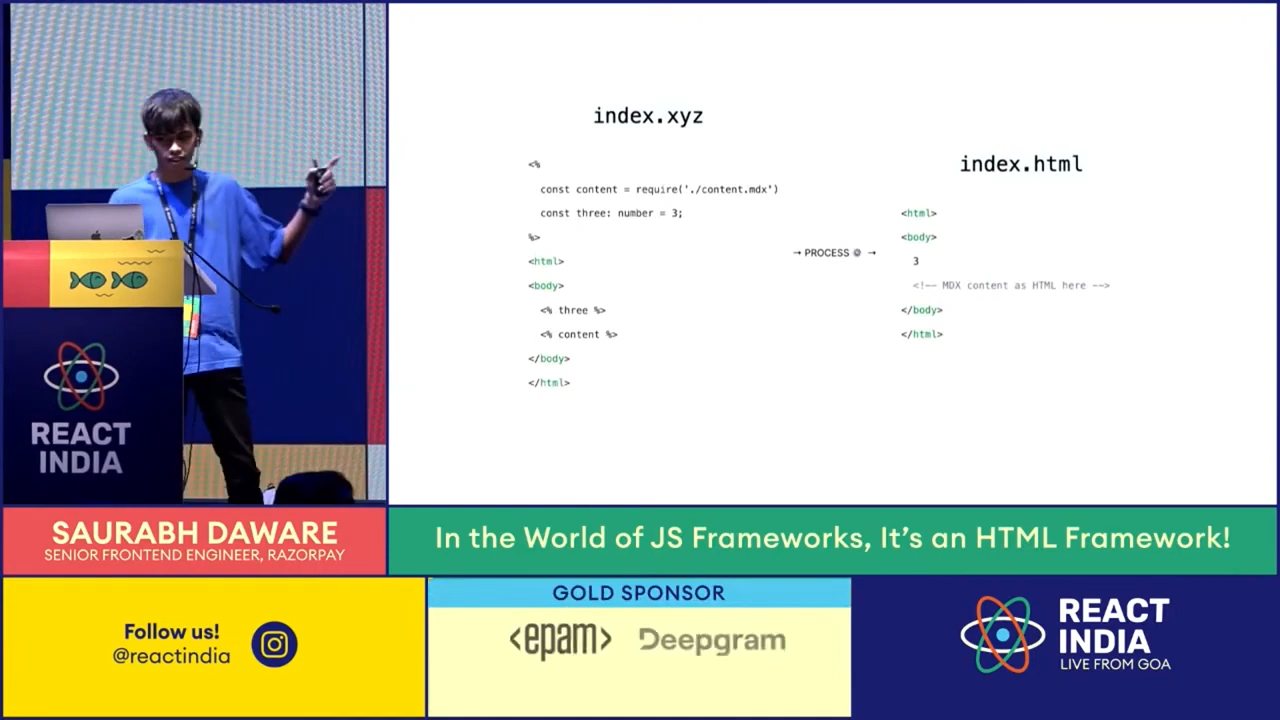 index.xyz
<%
const content = require('./content.mdx')
const three: number = 3;
%>
<html>
<body>
<% three %>
<% content %>
</body>
</html>
→ PROCESS ⚙ →
index.html
<html>
<body>
3
<!-- MDX content as HTML here -->
</body>
</html>
REACT
INDIA
SAURABH DAWARE
SENIOR FRONTEND ENGINEER, RAZORPAY
In the World of JS Frameworks, It's an HTML Framework!
Follow us!
@reactindia
GOLD SPONSOR
<epam>
Deepgram
REACT
INDIA
LIVE FROM GOA